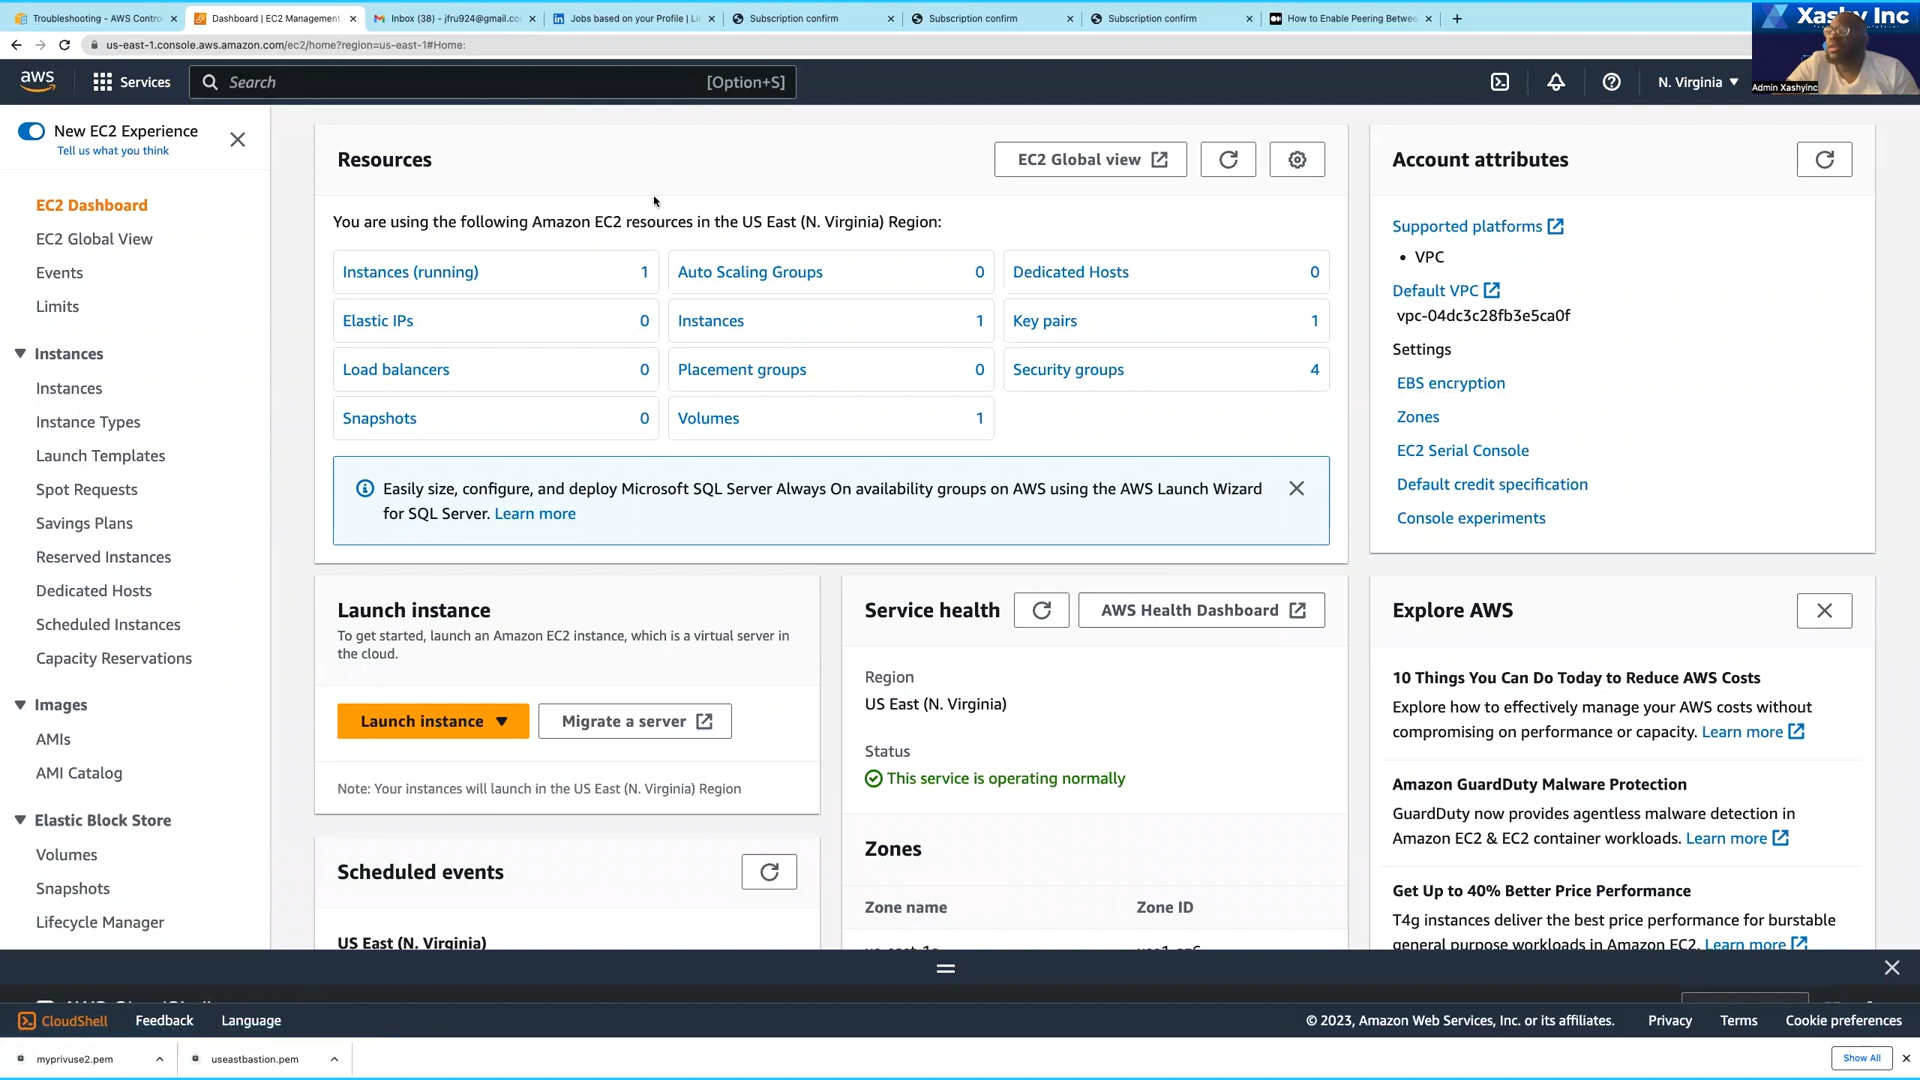 Troubleshooting - AWS Contro
Dashboard | EC2 Management
Inbox (38) - jfru924@gmail.co
Jobs based on your Profile | Li
Subscription confirm
Subscription confirm
Subscription confirm
How to Enable Peering Betwee
us-east-1.console.aws.amazon.com/ec2/home?region=us-east-1#Home:
Xashy Inc
Admin Xashyinc
aws
Services
Search
[Option+S]
N. Virginia
New EC2 Experience
Tell us what you think
EC2 Dashboard
EC2 Global View
Events
Limits
Instances
Instances
Instance Types
Launch Templates
Spot Requests
Savings Plans
Reserved Instances
Dedicated Hosts
Scheduled Instances
Capacity Reservations
Images
AMIs
AMI Catalog
Elastic Block Store
Volumes
Snapshots
Lifecycle Manager
Resources
EC2 Global view
You are using the following Amazon EC2 resources in the US East (N. Virginia) Region:
Instances (running) 1
Auto Scaling Groups 0
Dedicated Hosts 0
Elastic IPs 0
Instances 1
Key pairs 1
Load balancers 0
Placement groups 0
Security groups 4
Snapshots 0
Volumes 1
Easily size, configure, and deploy Microsoft SQL Server Always On availability groups on AWS using the AWS Launch Wizard
for SQL Server. Learn more
Launch instance
To get started, launch an Amazon EC2 instance, which is a virtual server in
the cloud.
Launch instance
Migrate a server
Note: Your instances will launch in the US East (N. Virginia) Region
Scheduled events
US East (N. Virginia)
Service health
AWS Health Dashboard
Region
US East (N. Virginia)
Status
This service is operating normally
Zones
Zone name
Zone ID
Account attributes
Supported platforms
• VPC
Default VPC
vpc-04dc3c28fb3e5ca0f
Settings
EBS encryption
Zones
EC2 Serial Console
Default credit specification
Console experiments
Explore AWS
10 Things You Can Do Today to Reduce AWS Costs
Explore how to effectively manage your AWS costs without
compromising on performance or capacity. Learn more
Amazon GuardDuty Malware Protection
GuardDuty now provides agentless malware detection in
Amazon EC2 & EC2 container workloads. Learn more
Get Up to 40% Better Price Performance
T4g instances deliver the best price performance for burstable
general purpose workloads in Amazon EC2. Learn more
CloudShell
Feedback
Language
© 2023, Amazon Web Services, Inc. or its affiliates.
Privacy
Terms
Cookie preferences
myprivuse2.pem
useastbastion.pem
Show All